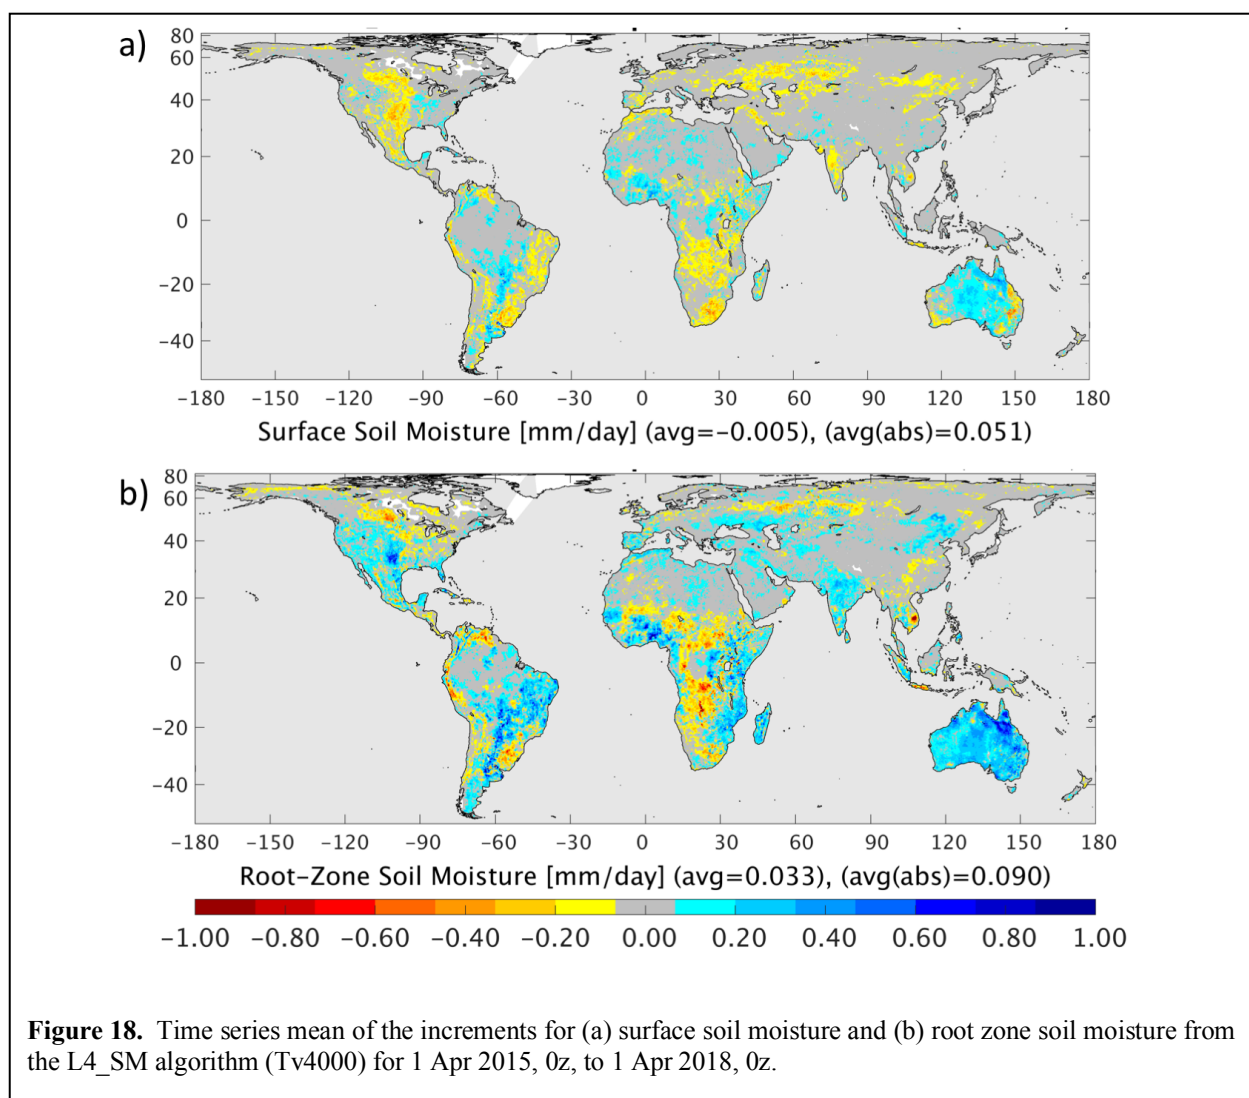 a)
80
60
40
20
0
−20
−40
−180 −150 −120 −90 −60 −30 0 30 60 90 120 150 180
Surface Soil Moisture [mm/day] (avg=−0.005), (avg(abs)=0.051)
b)
80
60
40
20
0
−20
−40
−180 −150 −120 −90 −60 −30 0 30 60 90 120 150 180
Root−Zone Soil Moisture [mm/day] (avg=0.033), (avg(abs)=0.090)
−1.00 −0.80 −0.60 −0.40 −0.20 0.00 0.20 0.40 0.60 0.80 1.00
Figure 18. Time series mean of the increments for (a) surface soil moisture and (b) root zone soil moisture from
the L4_SM algorithm (Tv4000) for 1 Apr 2015, 0z, to 1 Apr 2018, 0z.